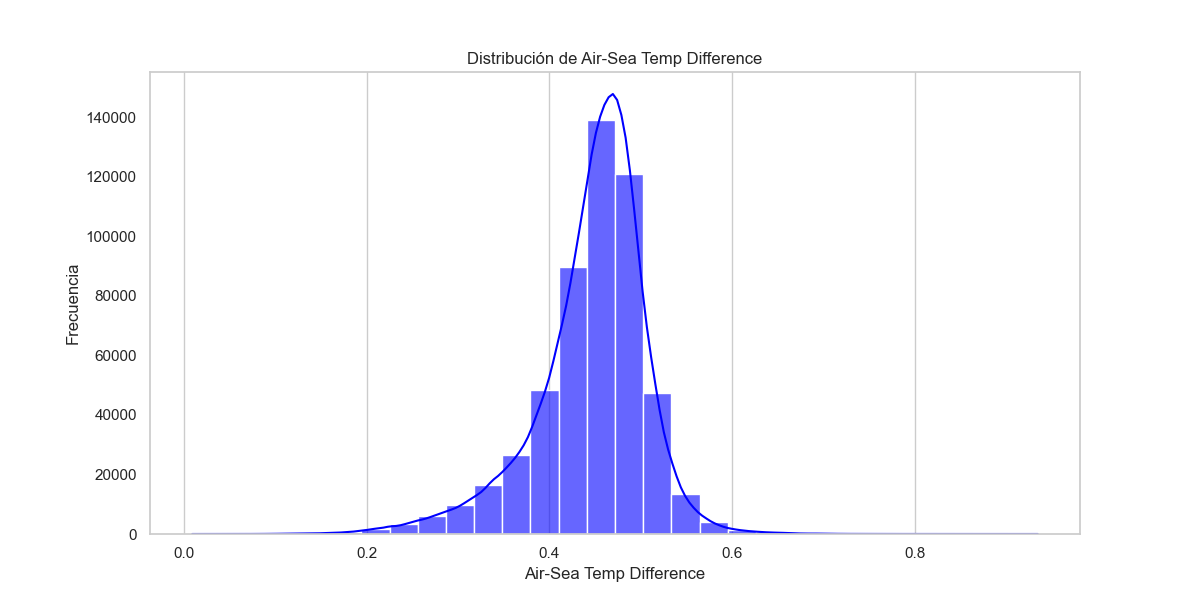 Distribución de Air-Sea Temp Difference
Frecuencia
140000
120000
100000
80000
60000
40000
20000
0
0.0 0.2 0.4 0.6 0.8
Air-Sea Temp Difference